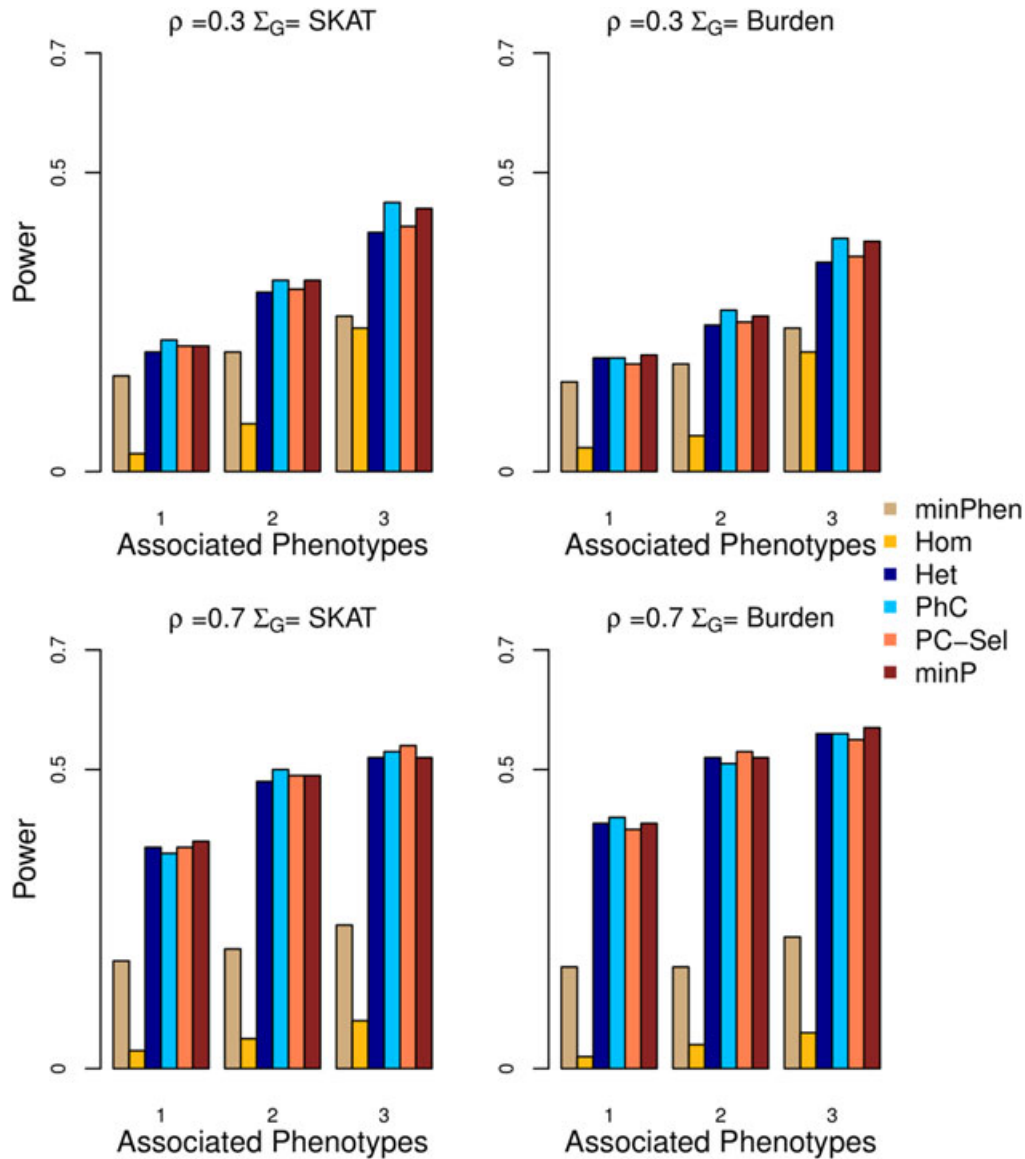 ρ =0.3 Σ_G= SKAT
0.7
0.5
0
Power
1 2 3
Associated Phenotypes
ρ =0.3 Σ_G= Burden
0.7
0.5
0
1 2 3
Associated Phenotypes
minPhen
Hom
Het
PhC
PC−Sel
minP
ρ =0.7 Σ_G= SKAT
0.7
0.5
0
Power
1 2 3
Associated Phenotypes
ρ =0.7 Σ_G= Burden
0.7
0.5
0
1 2 3
Associated Phenotypes